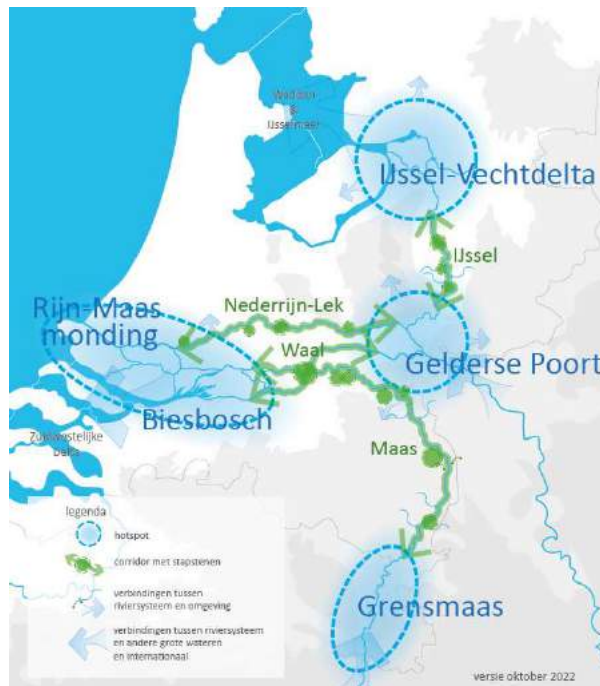 Wadden
&
IJsselmeer
IJssel-Vechtdelta
IJssel
Nederrijn-Lek
Rijn-Maas
monding
Waal
Gelderse Poort
Biesbosch
Zuidwestelijke
Delta
Maas
Grensmaas
legenda
hotspot
corridor met stapstenen
verbindingen tussen
riviersysteem en omgeving
verbindingen tussen riviersysteem
en andere grote wateren
en internationaal
versie oktober 2022